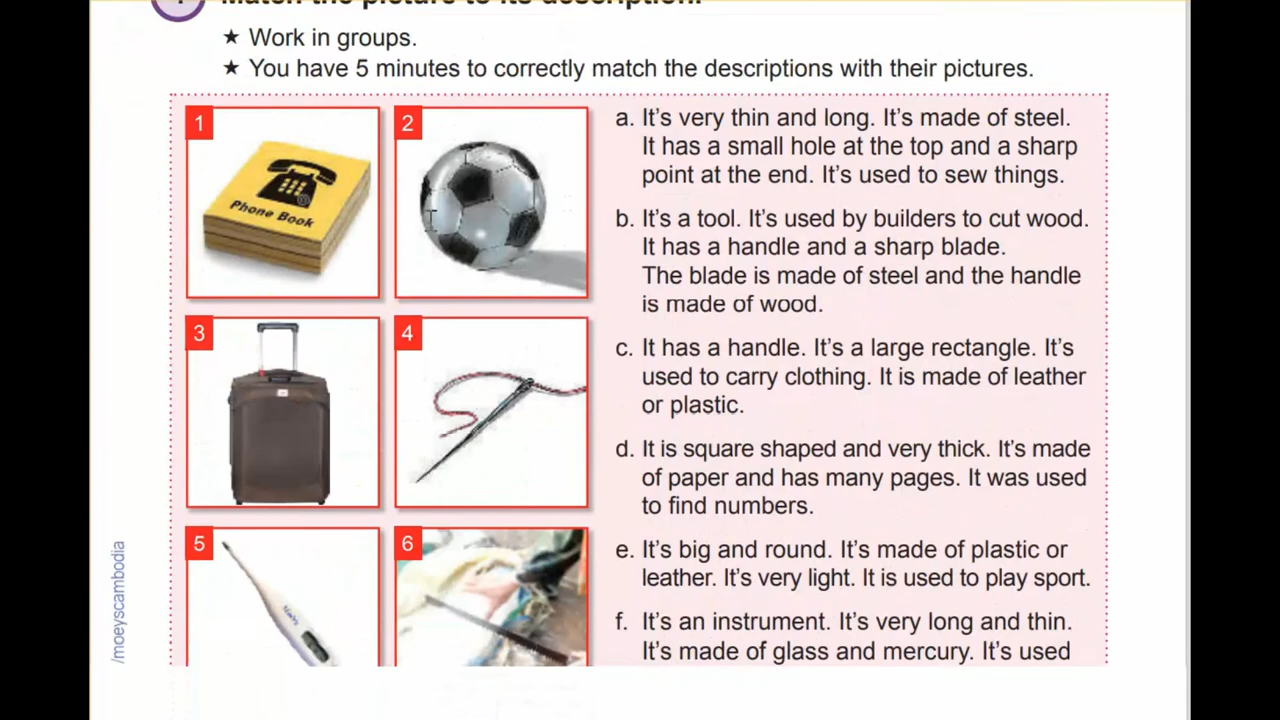 Match the picture to its description.
★ Work in groups.
★ You have 5 minutes to correctly match the descriptions with their pictures.
1
Phone Book
2
3
4
5
6
a. It's very thin and long. It's made of steel.
It has a small hole at the top and a sharp
point at the end. It's used to sew things.
b. It's a tool. It's used by builders to cut wood.
It has a handle and a sharp blade.
The blade is made of steel and the handle
is made of wood.
c. It has a handle. It's a large rectangle. It's
used to carry clothing. It is made of leather
or plastic.
d. It is square shaped and very thick. It's made
of paper and has many pages. It was used
to find numbers.
e. It's big and round. It's made of plastic or
leather. It's very light. It is used to play sport.
f. It's an instrument. It's very long and thin.
It's made of glass and mercury. It's used
/moeyscambodia